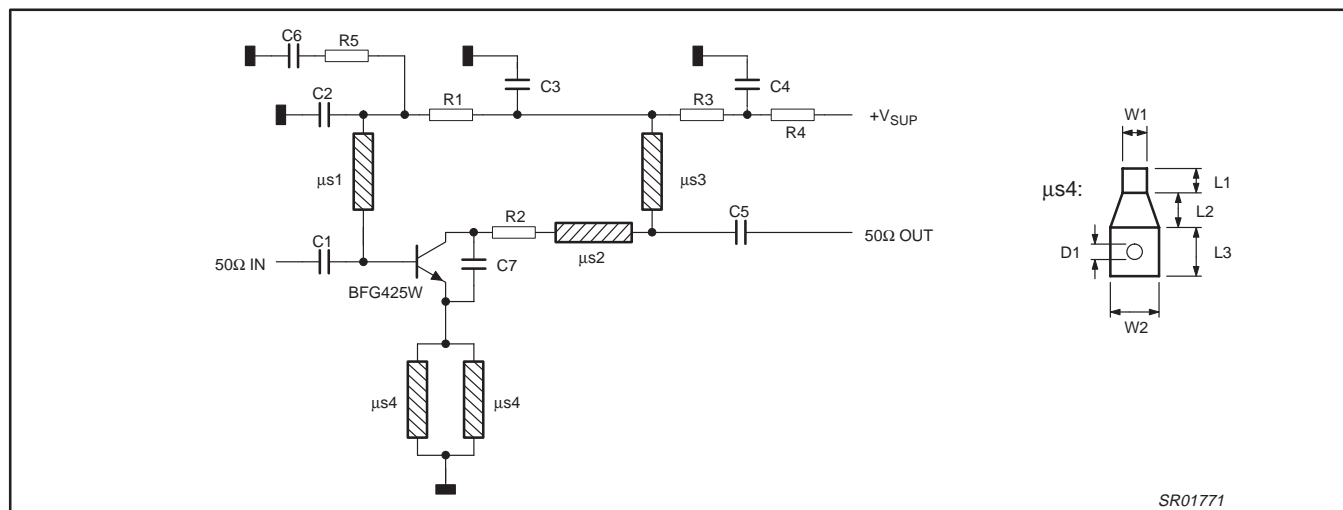 C6
R5
C2
R1
C3
C4
R3
R4
+VSUP
μs1
μs3
W1
μs4:
L1
L2
L3
D1
W2
R2
C5
50Ω OUT
50Ω IN
C1
μs2
C7
BFG425W
μs4
μs4
SR01771